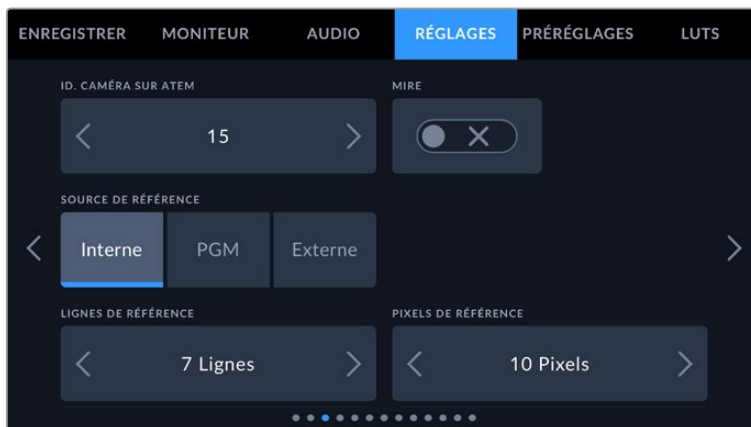 ENREGISTRER MONITEUR AUDIO RÉGLAGES PRÉRÉGLAGES LUTS
ID. CAMÉRA SUR ATEM MIRE
15
SOURCE DE RÉFÉRENCE
Interne PGM Externe
LIGNES DE RÉFÉRENCE PIXELS DE RÉFÉRENCE
7 Lignes 10 Pixels